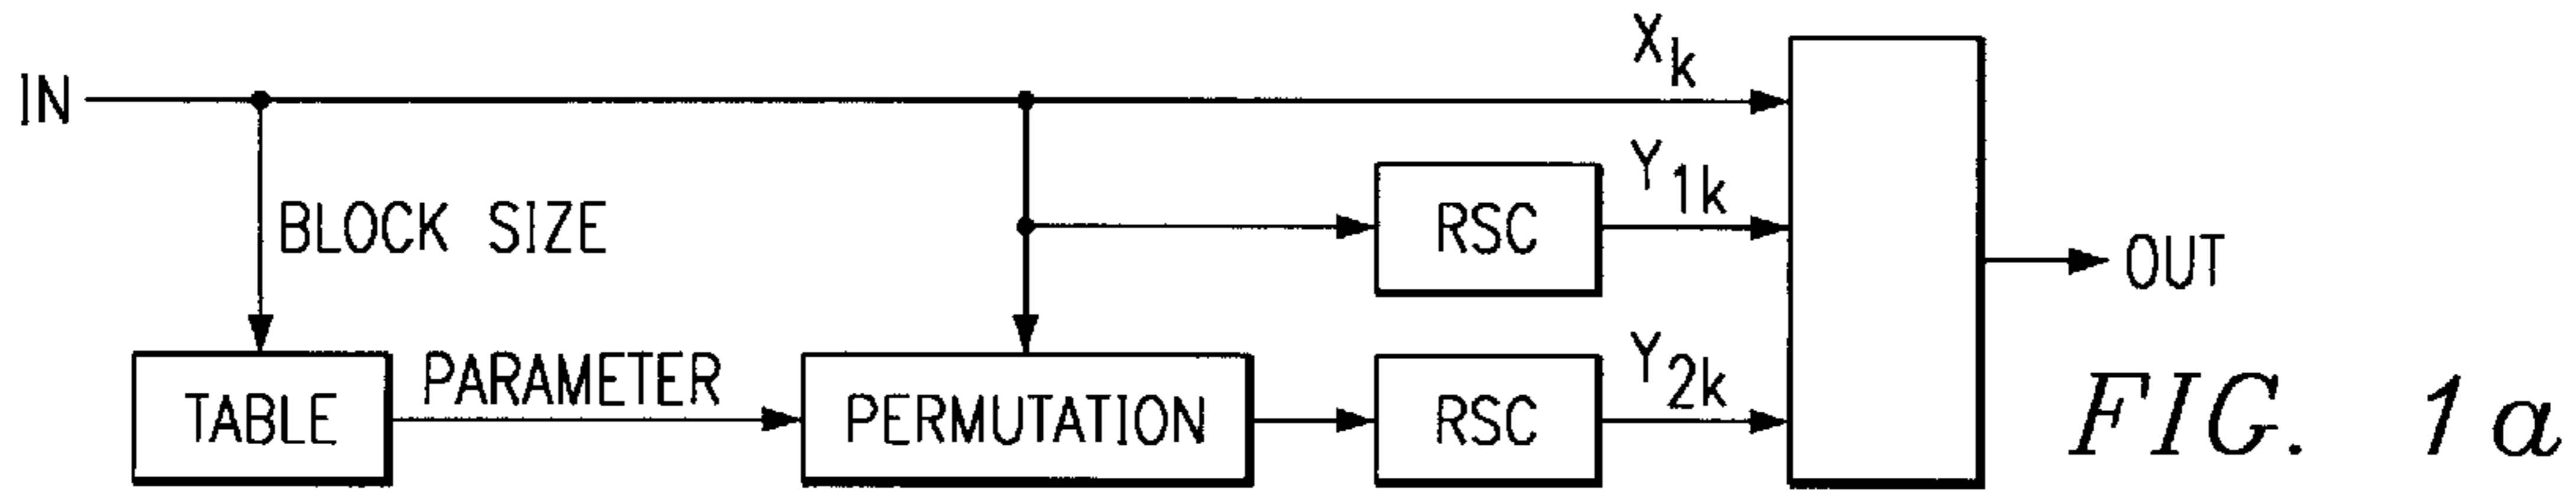 IN
Xk
Y1k
BLOCK SIZE
RSC
OUT
TABLE
PARAMETER
PERMUTATION
RSC
Y2k
FIG. 1a